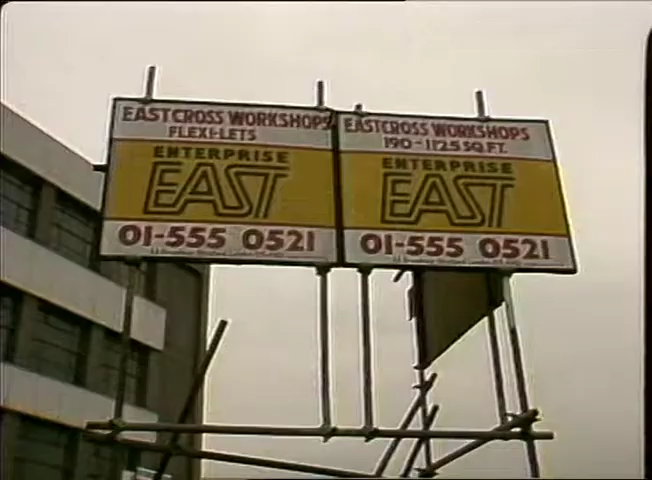 EASTCROSS WORKSHOPS
FLEXI-LETS
ENTERPRISE
EAST
01-555 0521
EASTCROSS WORKSHOPS
190-1125 SQ.FT.
ENTERPRISE
EAST
01-555 0521